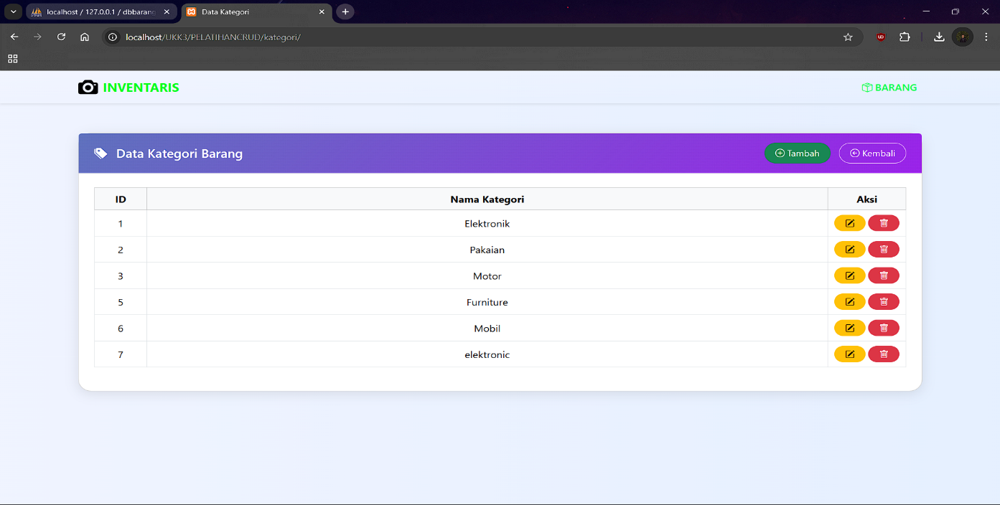 localhost / 127.0.0.1 / dbbarang
Data Kategori
localhost/UKK3/PELATIHANCRUD/kategori/
INVENTARIS
BARANG
Data Kategori Barang
Tambah
Kembali
ID Nama Kategori Aksi
1 Elektronik
2 Pakaian
3 Motor
5 Furniture
6 Mobil
7 elektronic